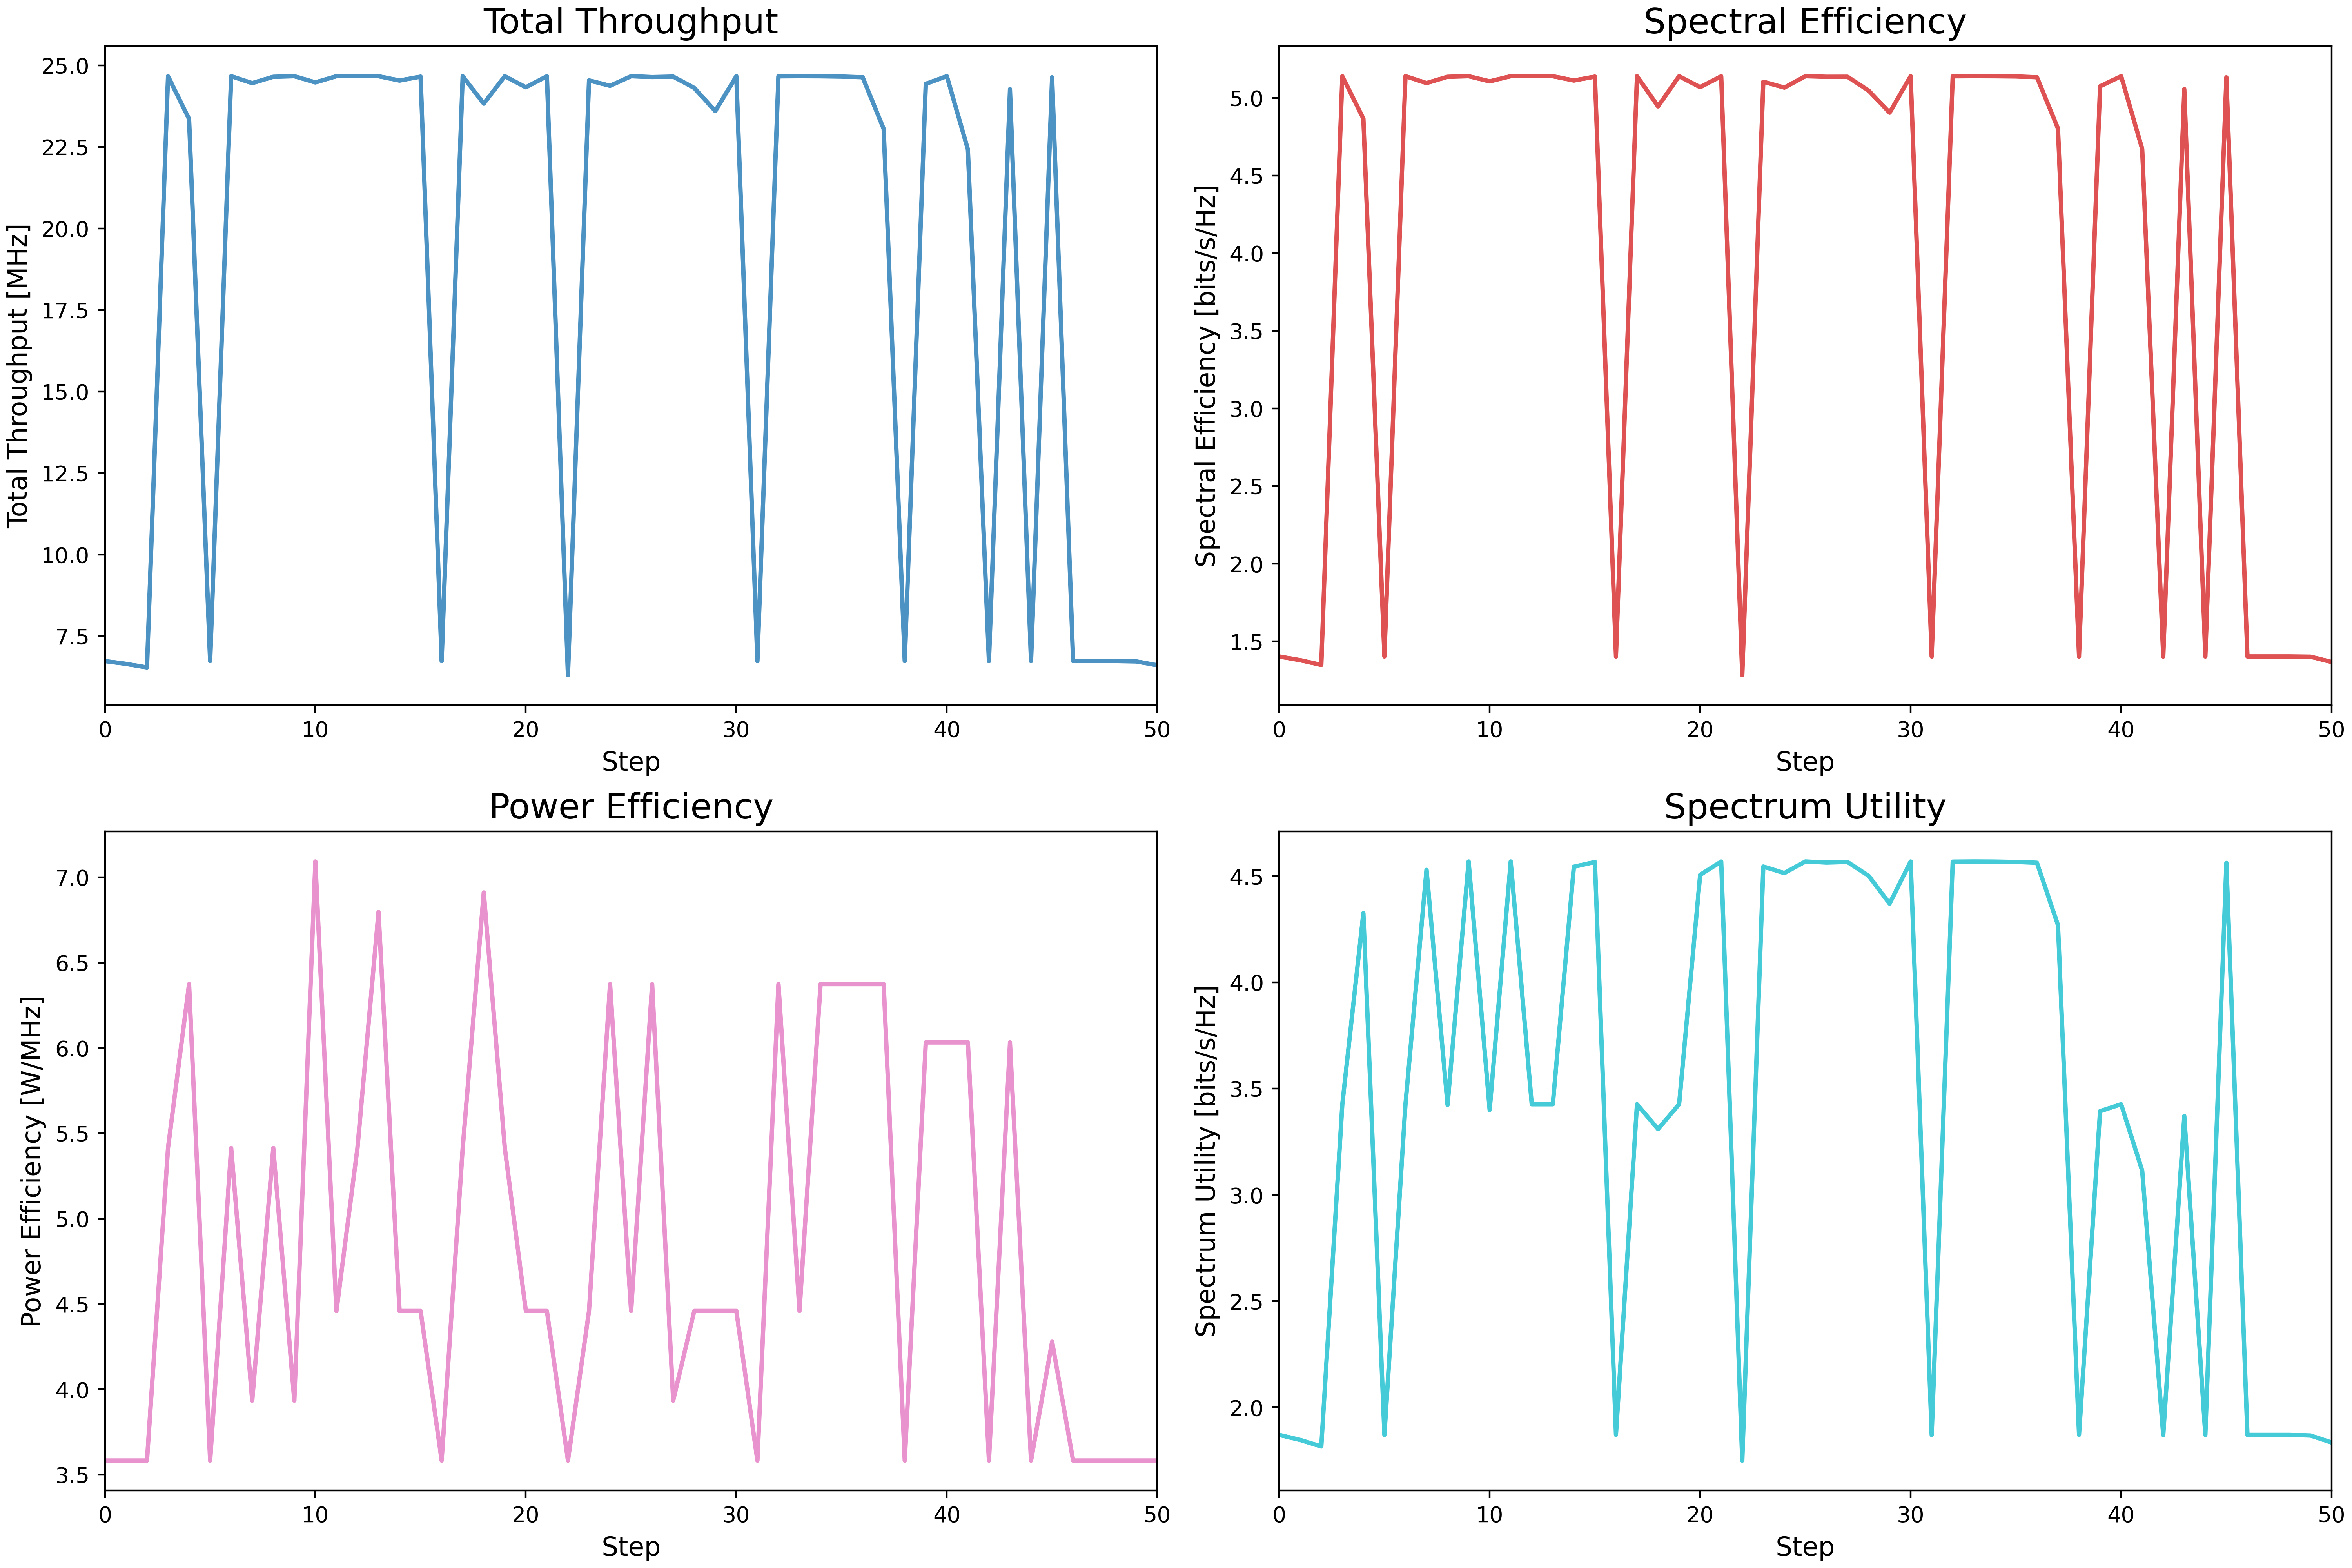 Total Throughput
Total Throughput [MHz]
25.0
22.5
20.0
17.5
15.0
12.5
10.0
7.5
0 10 20 30 40 50
Step
Spectral Efficiency
Spectral Efficiency [bits/s/Hz]
5.0
4.5
4.0
3.5
3.0
2.5
2.0
1.5
0 10 20 30 40 50
Step
Power Efficiency
Power Efficiency [W/MHz]
7.0
6.5
6.0
5.5
5.0
4.5
4.0
3.5
0 10 20 30 40 50
Step
Spectrum Utility
Spectrum Utility [bits/s/Hz]
4.5
4.0
3.5
3.0
2.5
2.0
0 10 20 30 40 50
Step